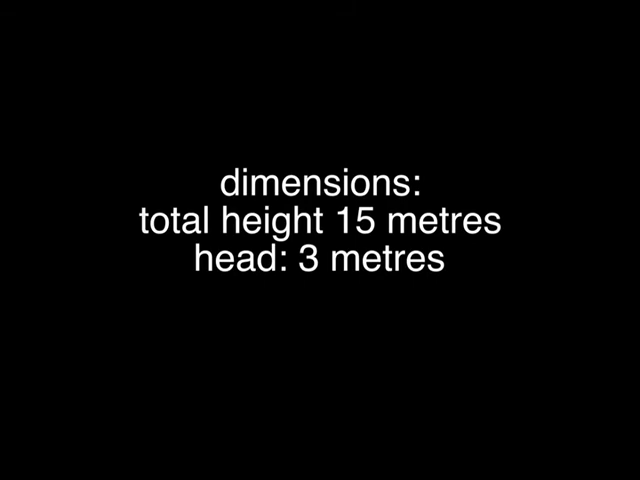 dimensions:
total height 15 metres
head: 3 metres